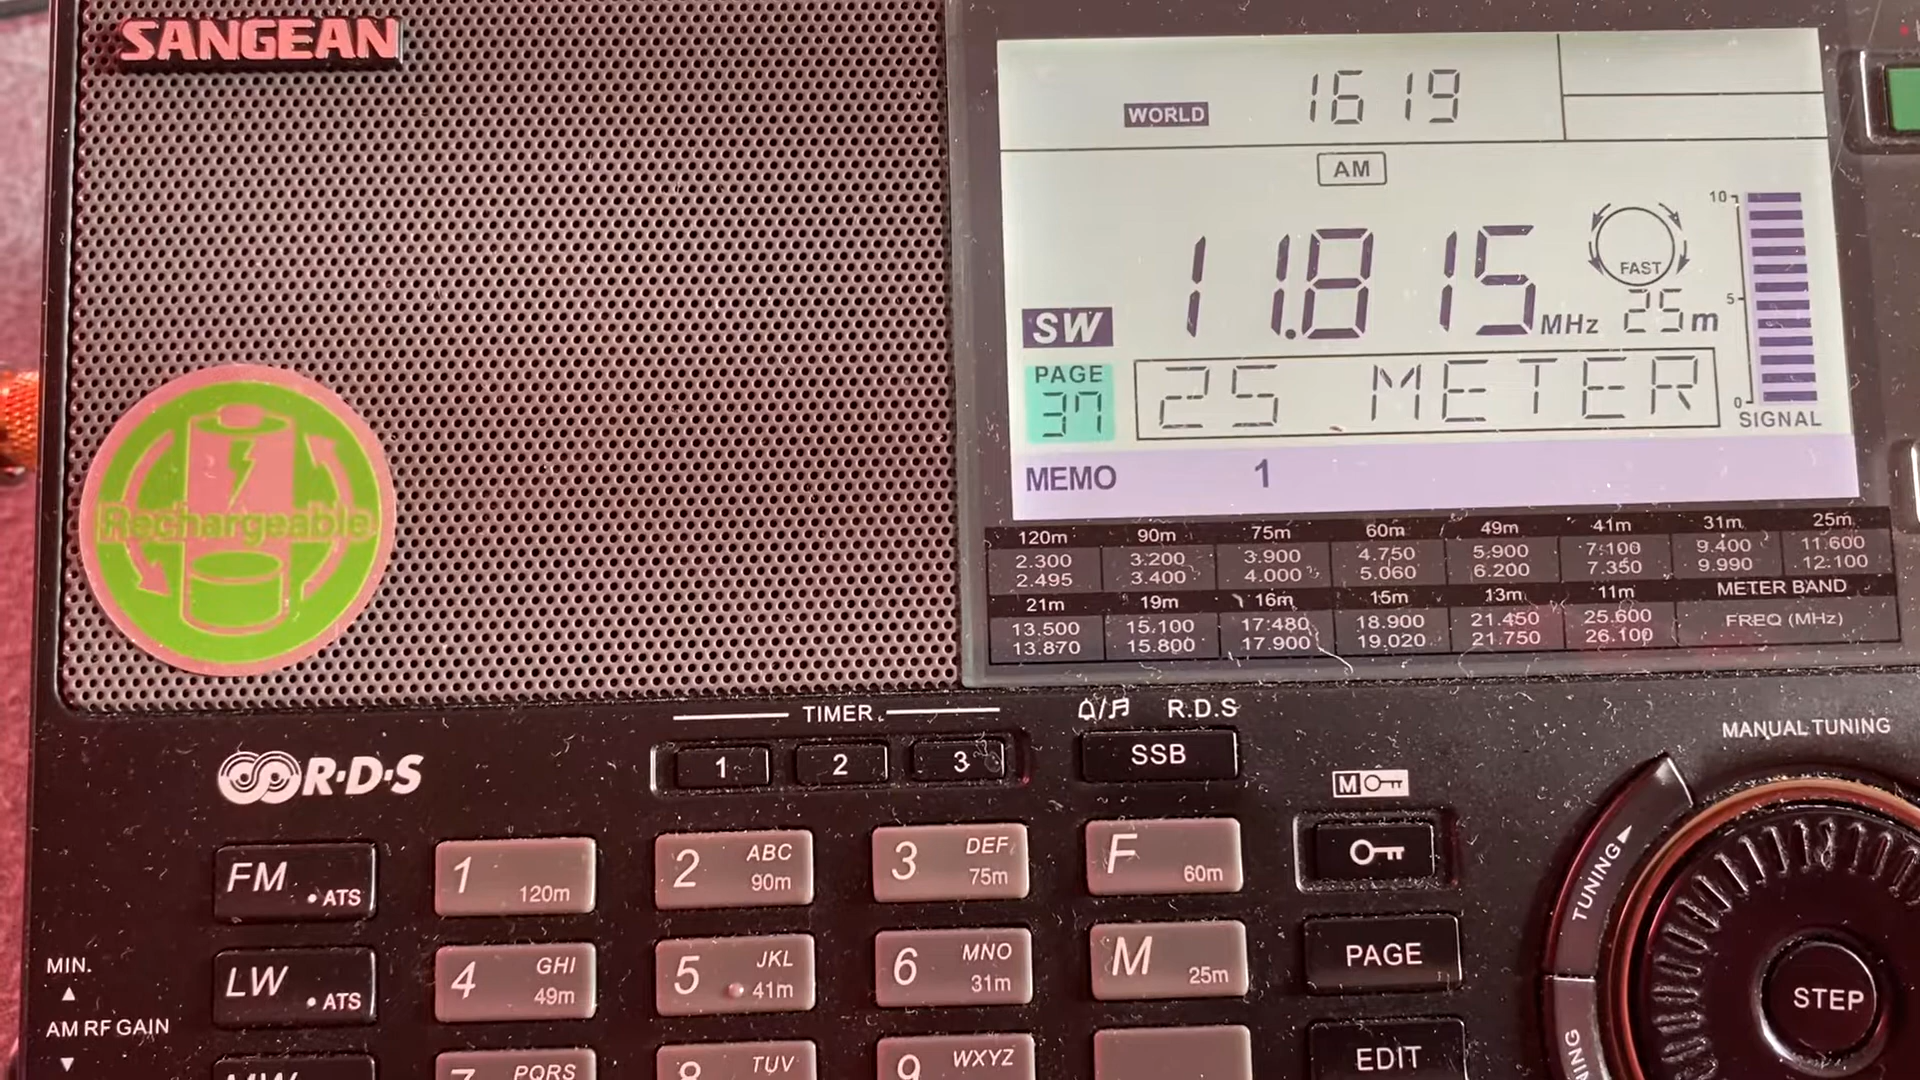 SANGEAN
WORLD
1619
AM
11.815 MHz
FAST
25m
SW
PAGE
37
25 METER
10
5
0
SIGNAL
MEMO 1
Rechargeable
120m 90m 75m 60m 49m 41m 31m 25m
2.300 3.200 3.900 4.750 5.900 7.100 9.400 11.600
2.495 3.400 4.000 5.060 6.200 7.350 9.990 12.100
21m 19m 16m 15m 13m 11m METER BAND
13.500 15.100 17.480 18.900 21.450 25.600 FREQ (MHz)
13.870 15.800 17.900 19.020 21.750 26.100
TIMER
R.D.S
1 2 3
SSB
MANUAL TUNING
R·D·S
M
FM • ATS
1 120m
2 ABC 90m
3 DEF 75m
F 60m
TUNING
LW • ATS
4 GHI 49m
5 JKL 41m
6 MNO 31m
M 25m
PAGE
STEP
MIN.
AM RF GAIN
MW
7 PQRS
8 TUV
9 WXYZ
EDIT